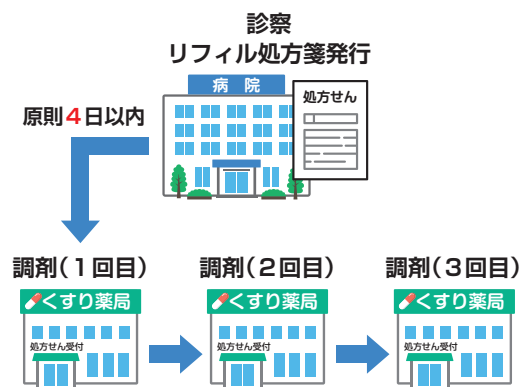 診察
リフィル処方箋発行
病院
処方せん
原則4日以内
調剤(1回目)
調剤(2回目)
調剤(3回目)
くすり薬局
くすり薬局
くすり薬局
処方せん受付
処方せん受付
処方せん受付